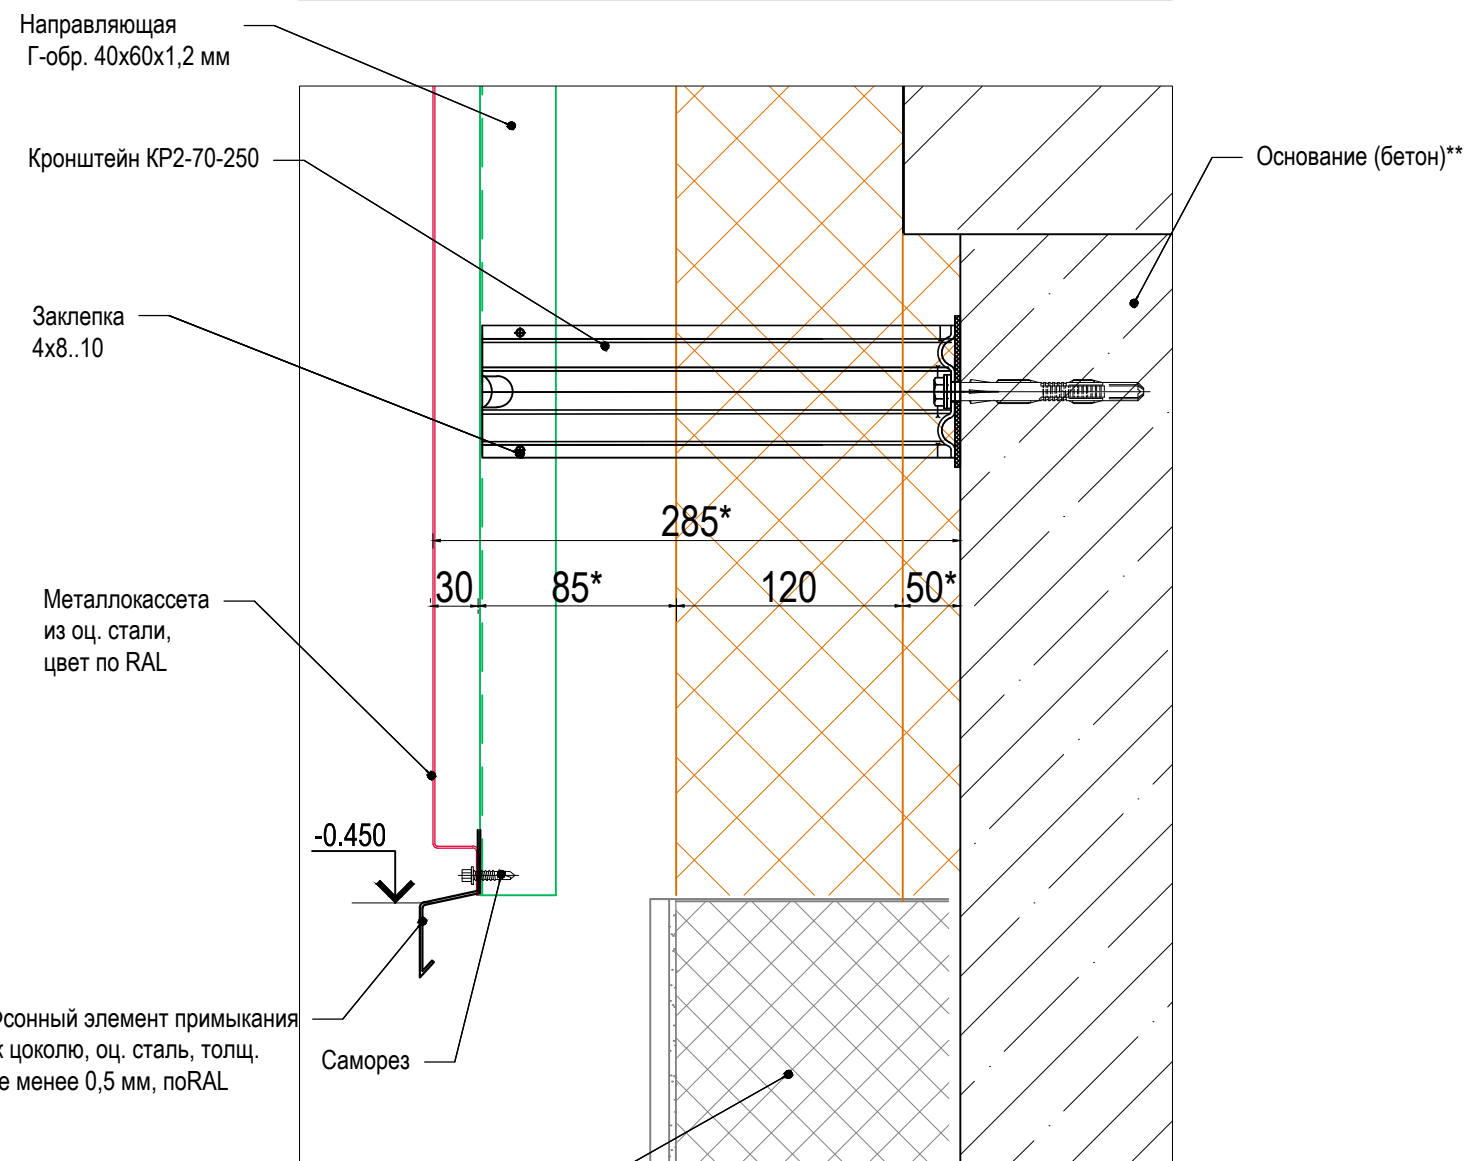 Направляющая
Г-обр. 40х60х1,2 мм
Кронштейн КР2-70-250
Основание (бетон)**
Заклепка
4х8..10
285*
30
85*
120
50*
Металлокассета
из оц. стали,
цвет по RAL
-0.450
сонный элемент примыкания
к цоколю, оц. сталь, толщ.
е менее 0,5 мм, поRAL
Саморез